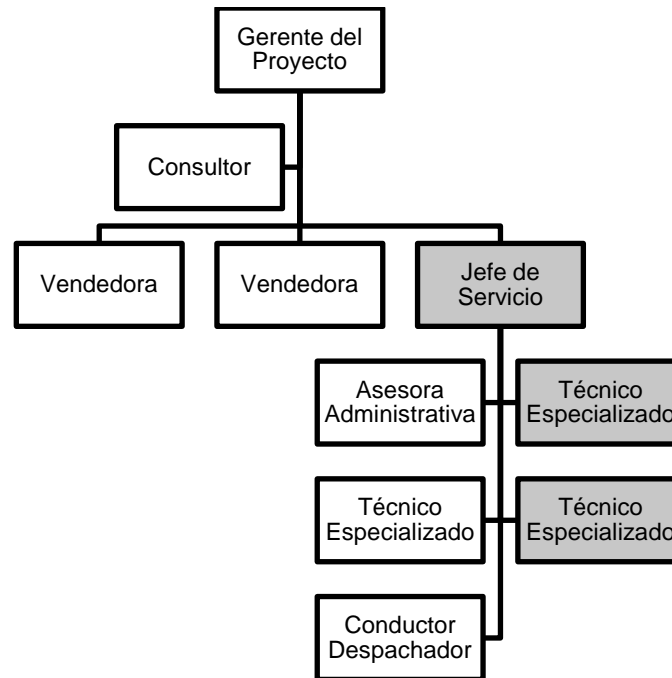 Gerente del
Proyecto
Consultor
Vendedora
Vendedora
Jefe de
Servicio
Asesora
Administrativa
Técnico
Especializado
Técnico
Especializado
Técnico
Especializado
Conductor
Despachador